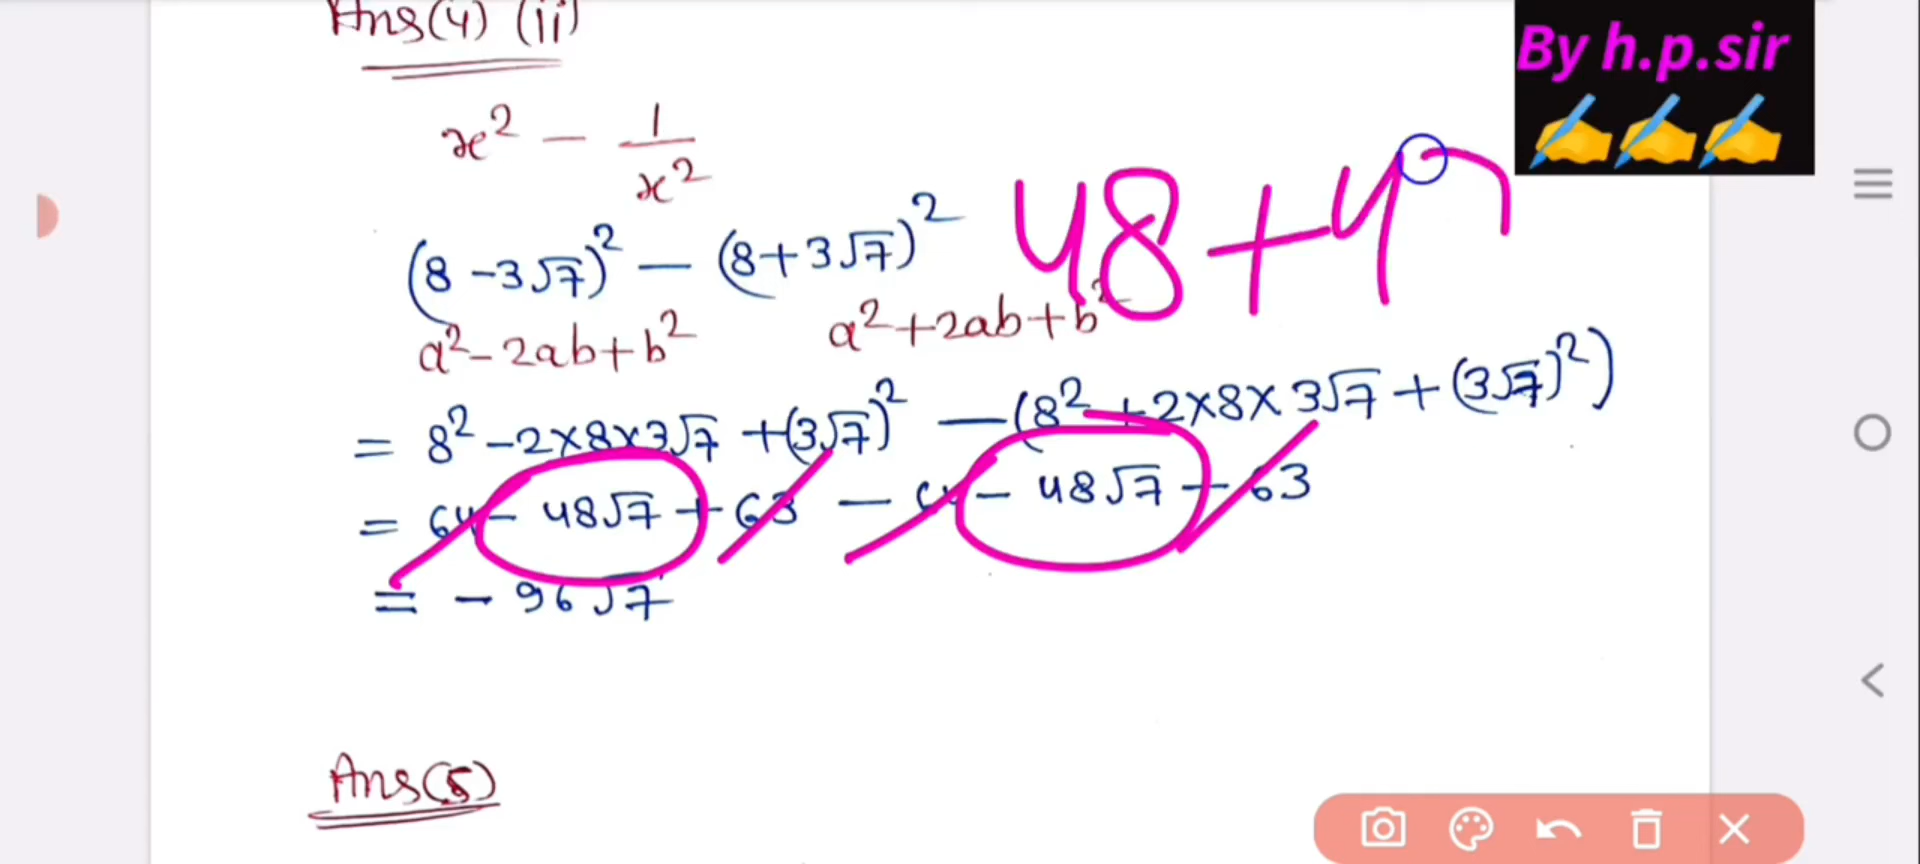 Ans(4) (ii)
By h.p.sir
x² - 1/x²
48+4
(8-3√7)² - (8+3√7)²
a²-2ab+b² a²+2ab+b²
= 8²-2×8×3√7 +(3√7)² -(8²+2×8×3√7+(3√7)²)
= 64- 48√7 +63 - 64 - 48√7 - 63
= - 96√7
Ans(5)